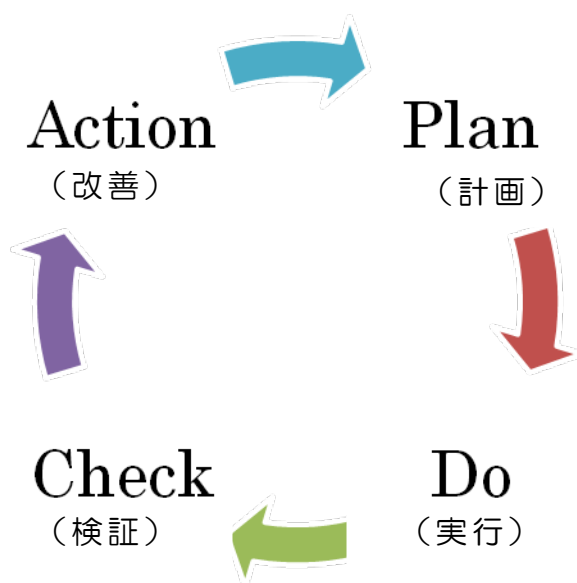 Action
（改善）
Plan
（計画）
Check
（検証）
Do
（実行）